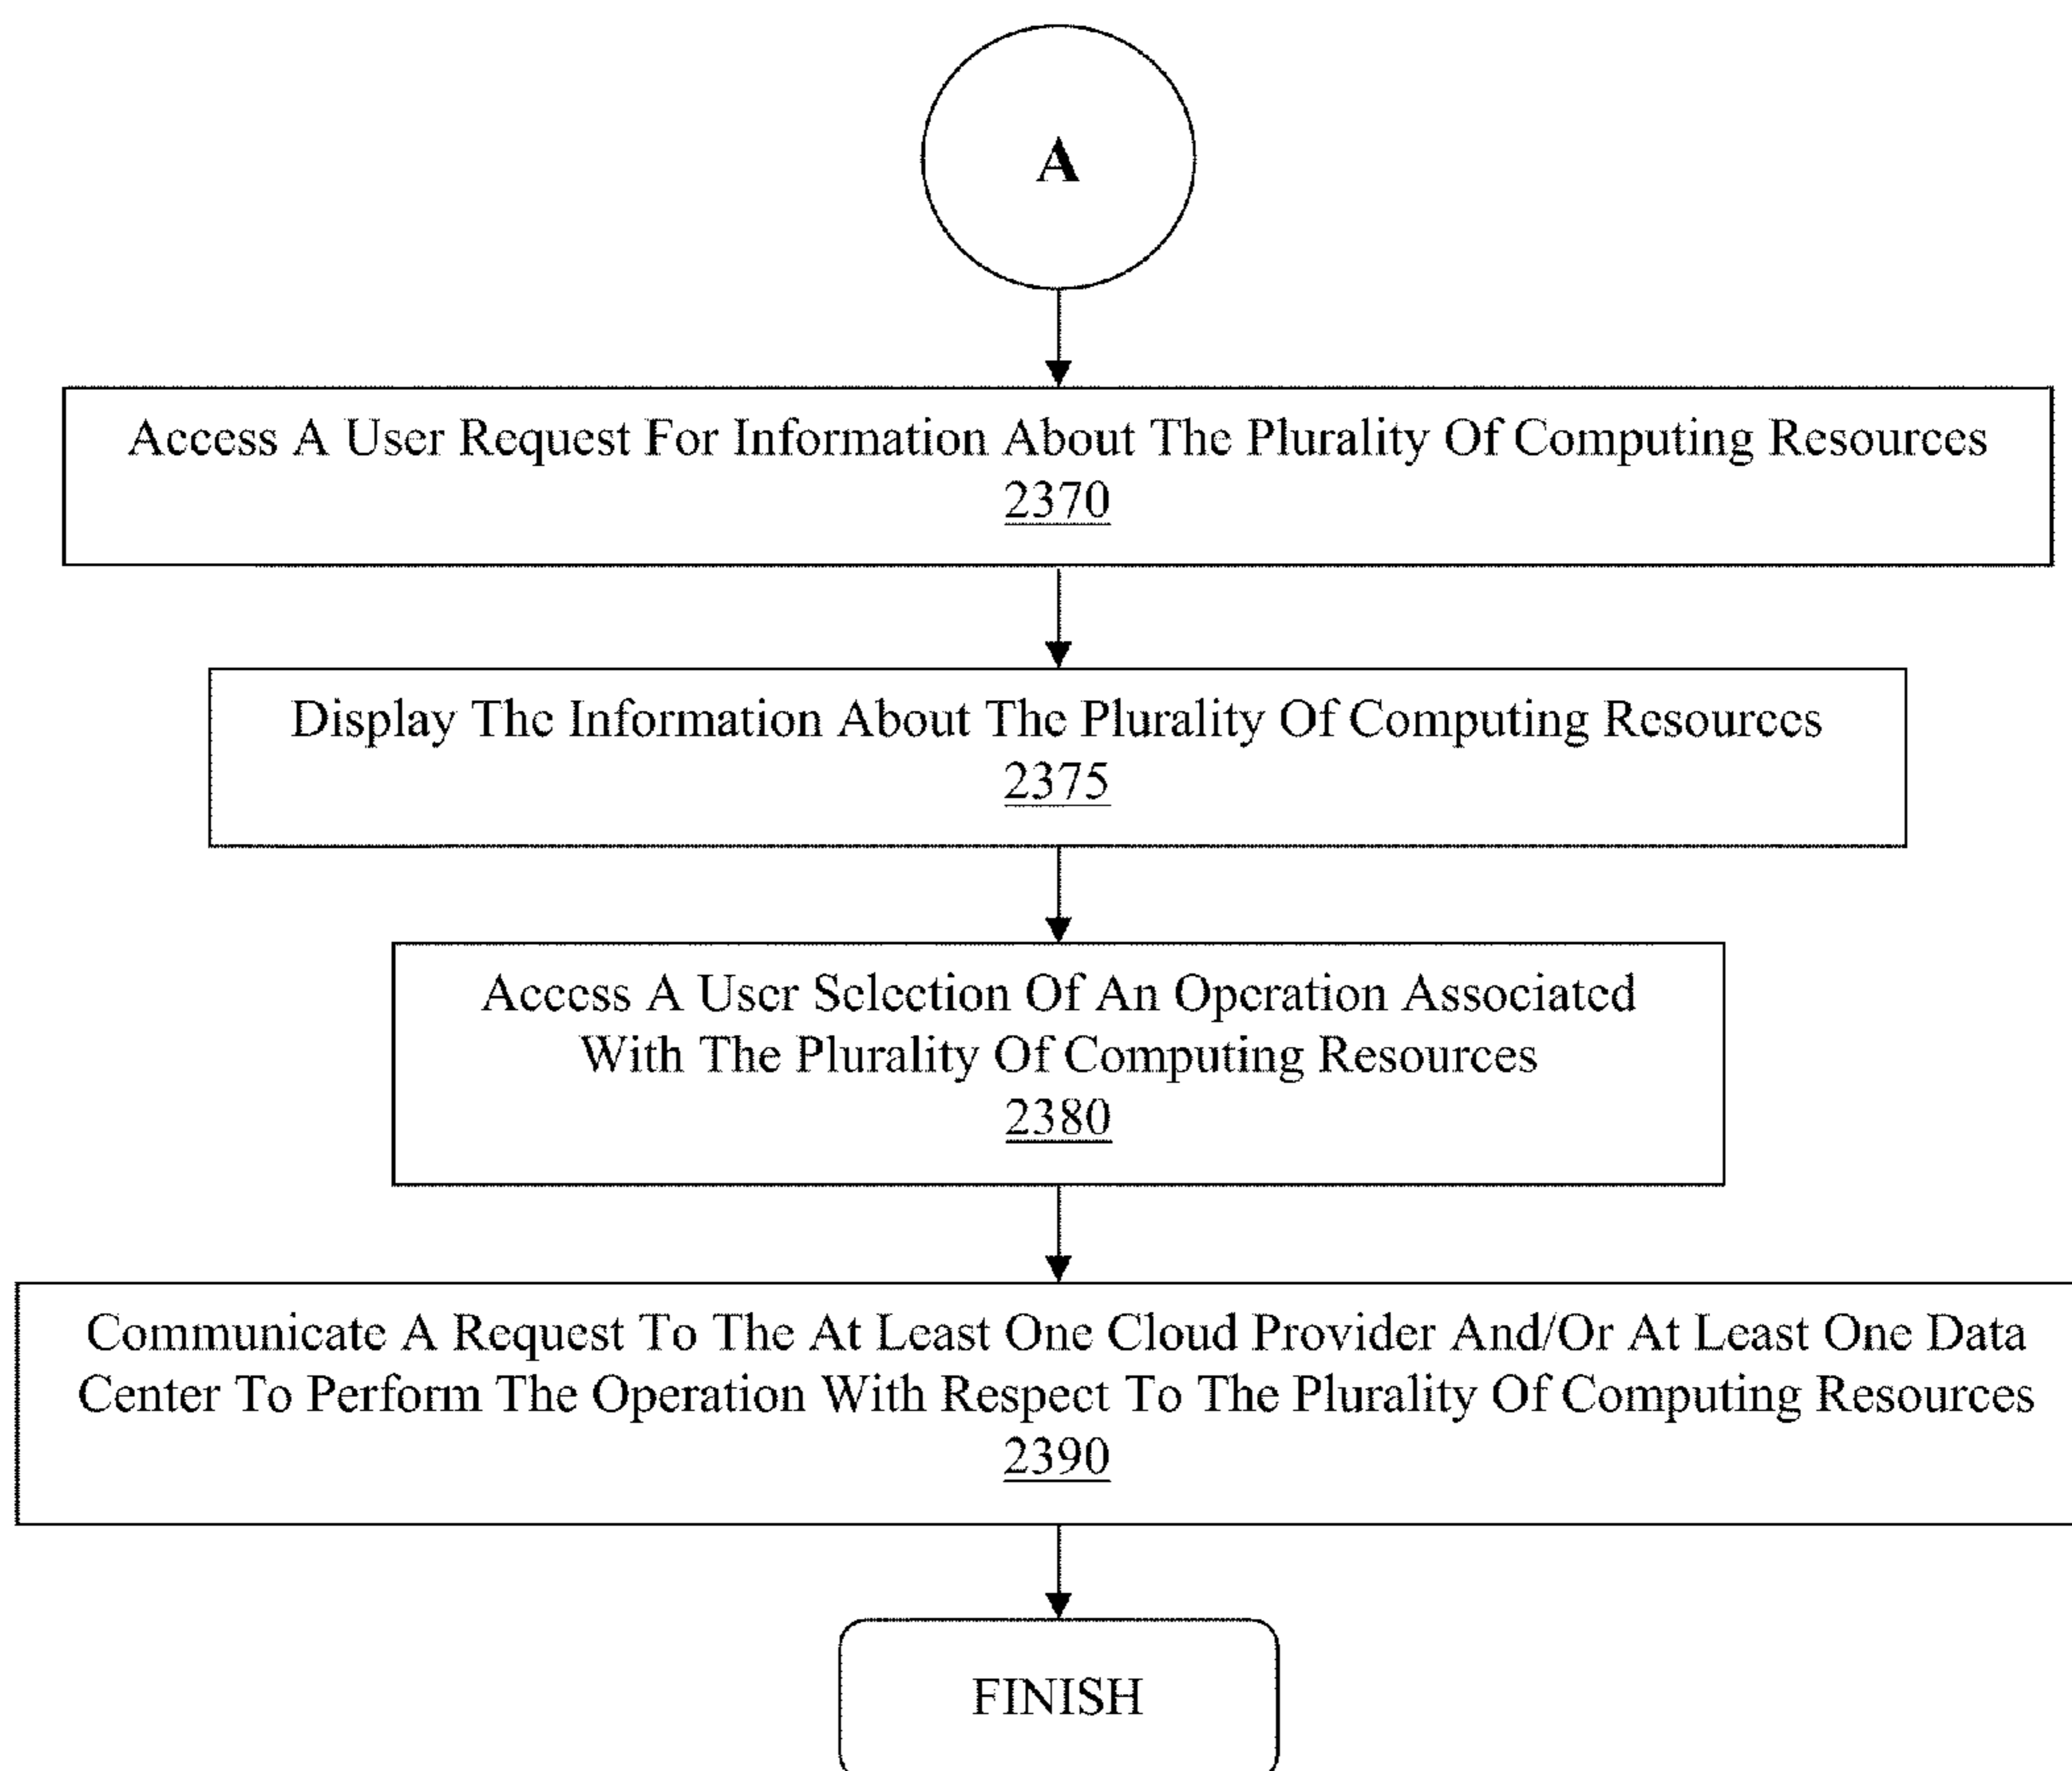 A
Access A User Request For Information About The Plurality Of Computing Resources
2370
Display The Information About The Plurality Of Computing Resources
2375
Access A User Selection Of An Operation Associated
With The Plurality Of Computing Resources
2380
Communicate A Request To The At Least One Cloud Provider And/Or At Least One Data
Center To Perform The Operation With Respect To The Plurality Of Computing Resources
2390
FINISH